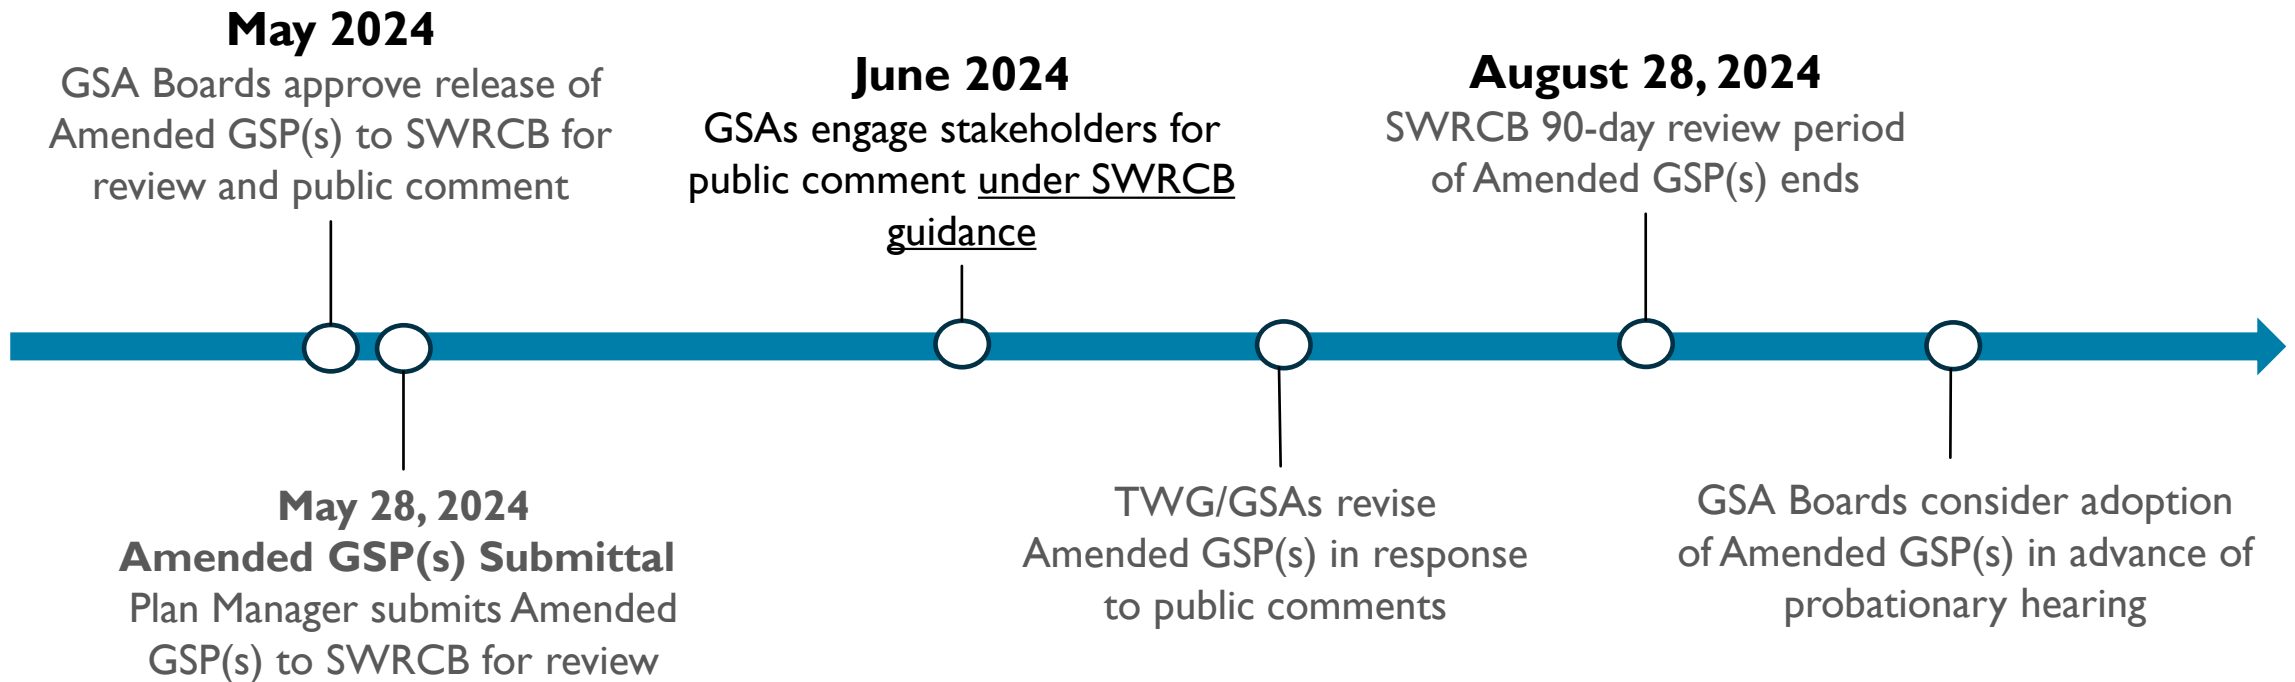 May 2024
GSA Boards approve release of
Amended GSP(s) to SWRCB for
review and public comment
May 28, 2024
Amended GSP(s) Submittal
Plan Manager submits Amended
GSP(s) to SWRCB for review
June 2024
GSAs engage stakeholders for
public comment under SWRCB
guidance
TWG/GSAs revise
Amended GSP(s) in response
to public comments
August 28, 2024
SWRCB 90-day review period
of Amended GSP(s) ends
GSA Boards consider adoption
of Amended GSP(s) in advance of
probationary hearing